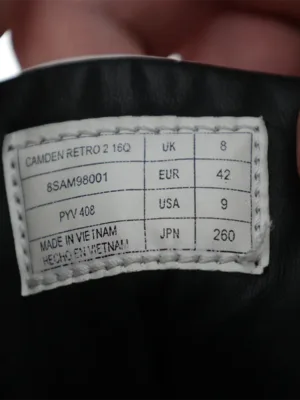 CAMDEN RETRO 2 16Q UK 8
8SAM98001 EUR 42
PYV 408 USA 9
MADE IN VIETNAM JPN 260
HECHO EN VIETNAM